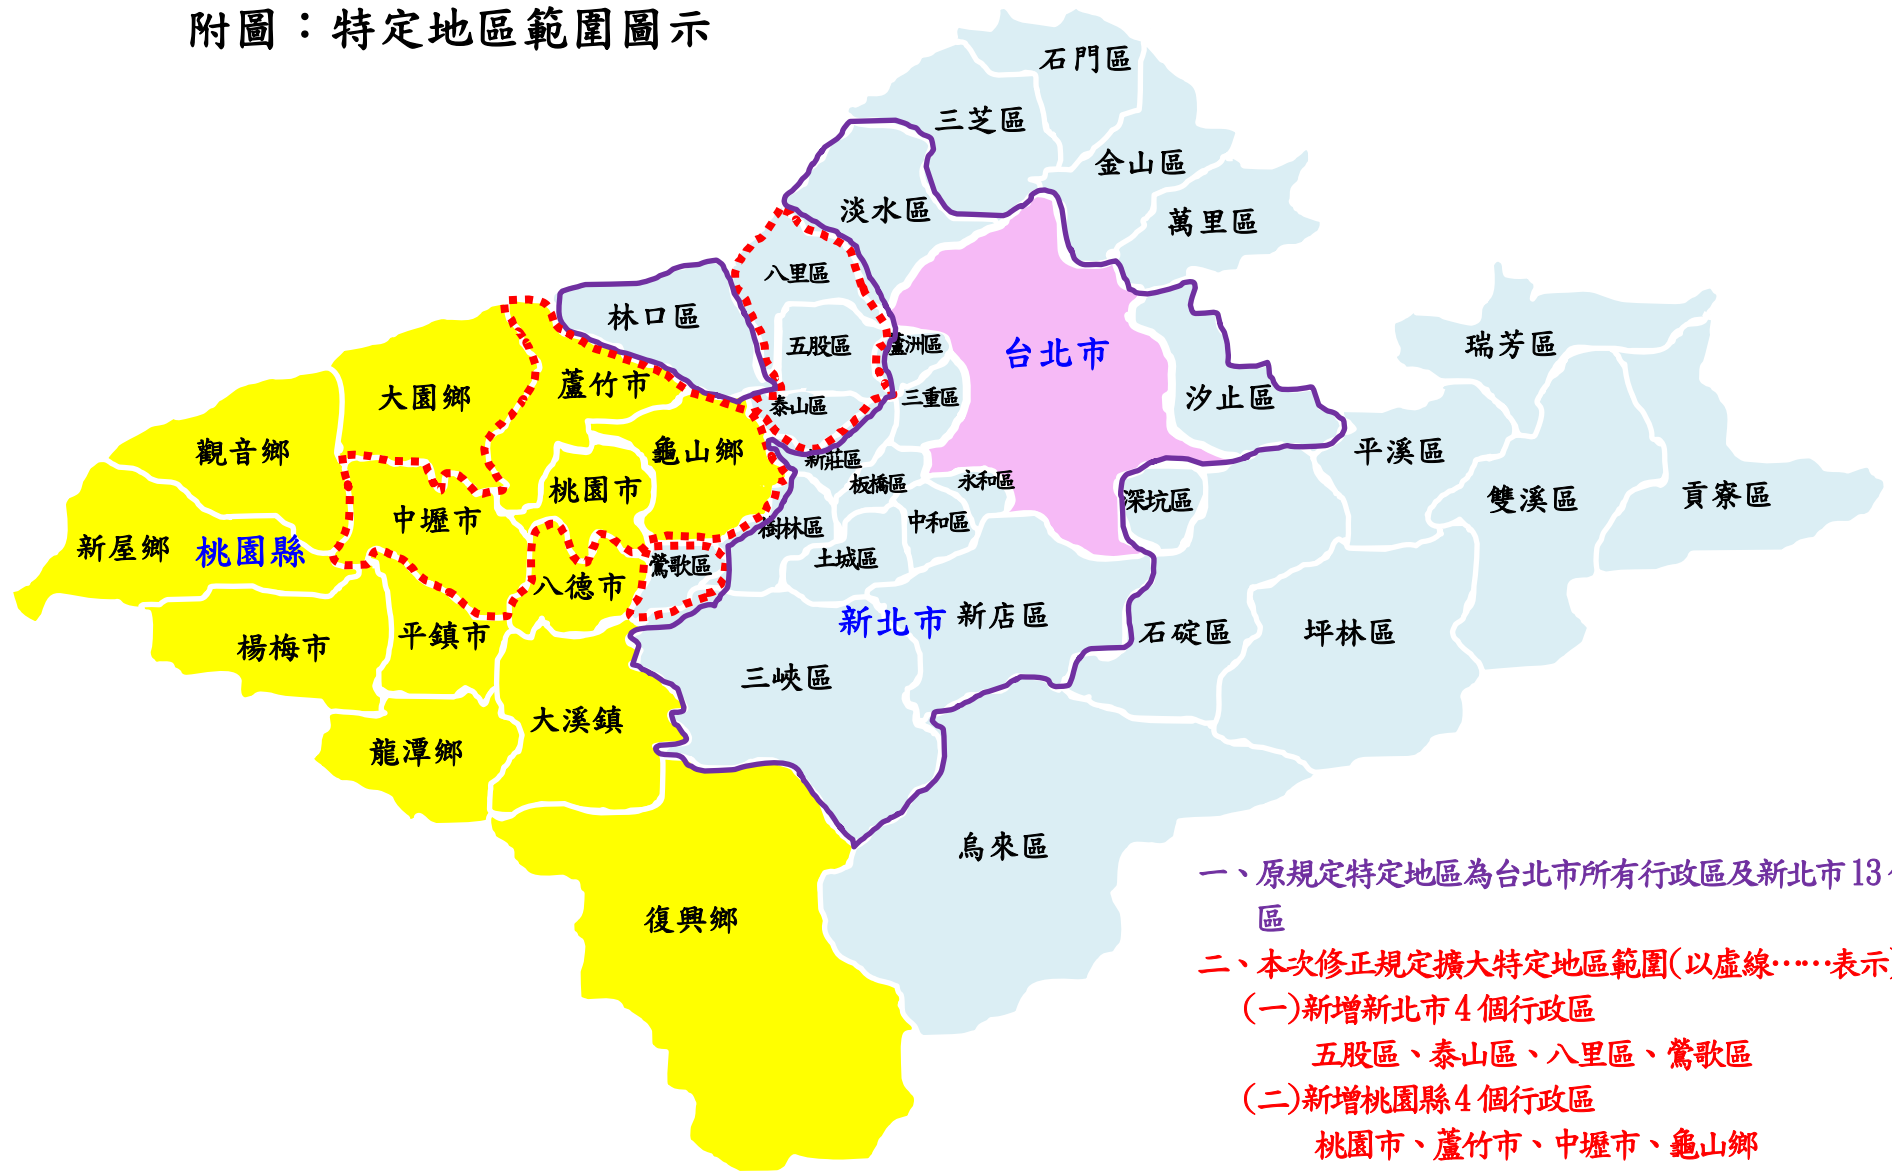 附圖：特定地區範圍圖示
石門區
三芝區
金山區
淡水區
萬里區
八里區
林口區
五股區
蘆洲區
台北市
瑞芳區
大園鄉
蘆竹市
泰山區
三重區
汐止區
觀音鄉
龜山鄉
新莊區
平溪區
桃園市
板橋區
永和區
深坑區
雙溪區
貢寮區
中壢市
樹林區
中和區
新屋鄉
桃園縣
鶯歌區
土城區
八德市
新北市
新店區
石碇區
坪林區
楊梅市
平鎮市
三峽區
大溪鎮
龍潭鄉
烏來區
復興鄉
一、原規定特定地區為台北市所有行政區及新北市13
區
二、本次修正規定擴大特定地區範圍(以虛線……表示)
(一)新增新北市4個行政區
五股區、泰山區、八里區、鶯歌區
(二)新增桃園縣4個行政區
桃園市、蘆竹市、中壢市、龜山鄉